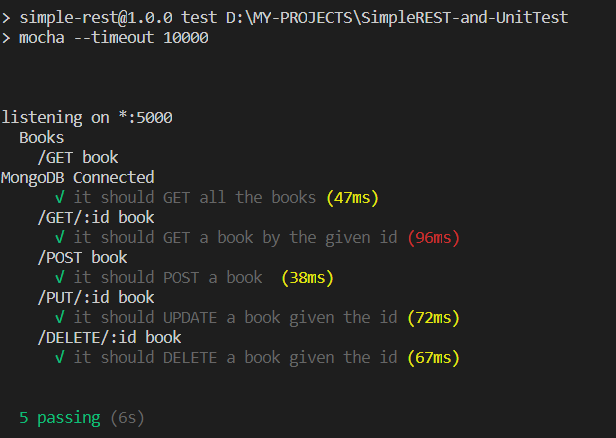 > simple-rest@1.0.0 test D:\MY-PROJECTS\SimpleREST-and-UnitTest
> mocha --timeout 10000
listening on *:5000
Books
/GET book
MongoDB Connected
√ it should GET all the books (47ms)
/GET/:id book
√ it should GET a book by the given id (96ms)
/POST book
√ it should POST a book (38ms)
/PUT/:id book
√ it should UPDATE a book given the id (72ms)
/DELETE/:id book
√ it should DELETE a book given the id (67ms)
5 passing (6s)